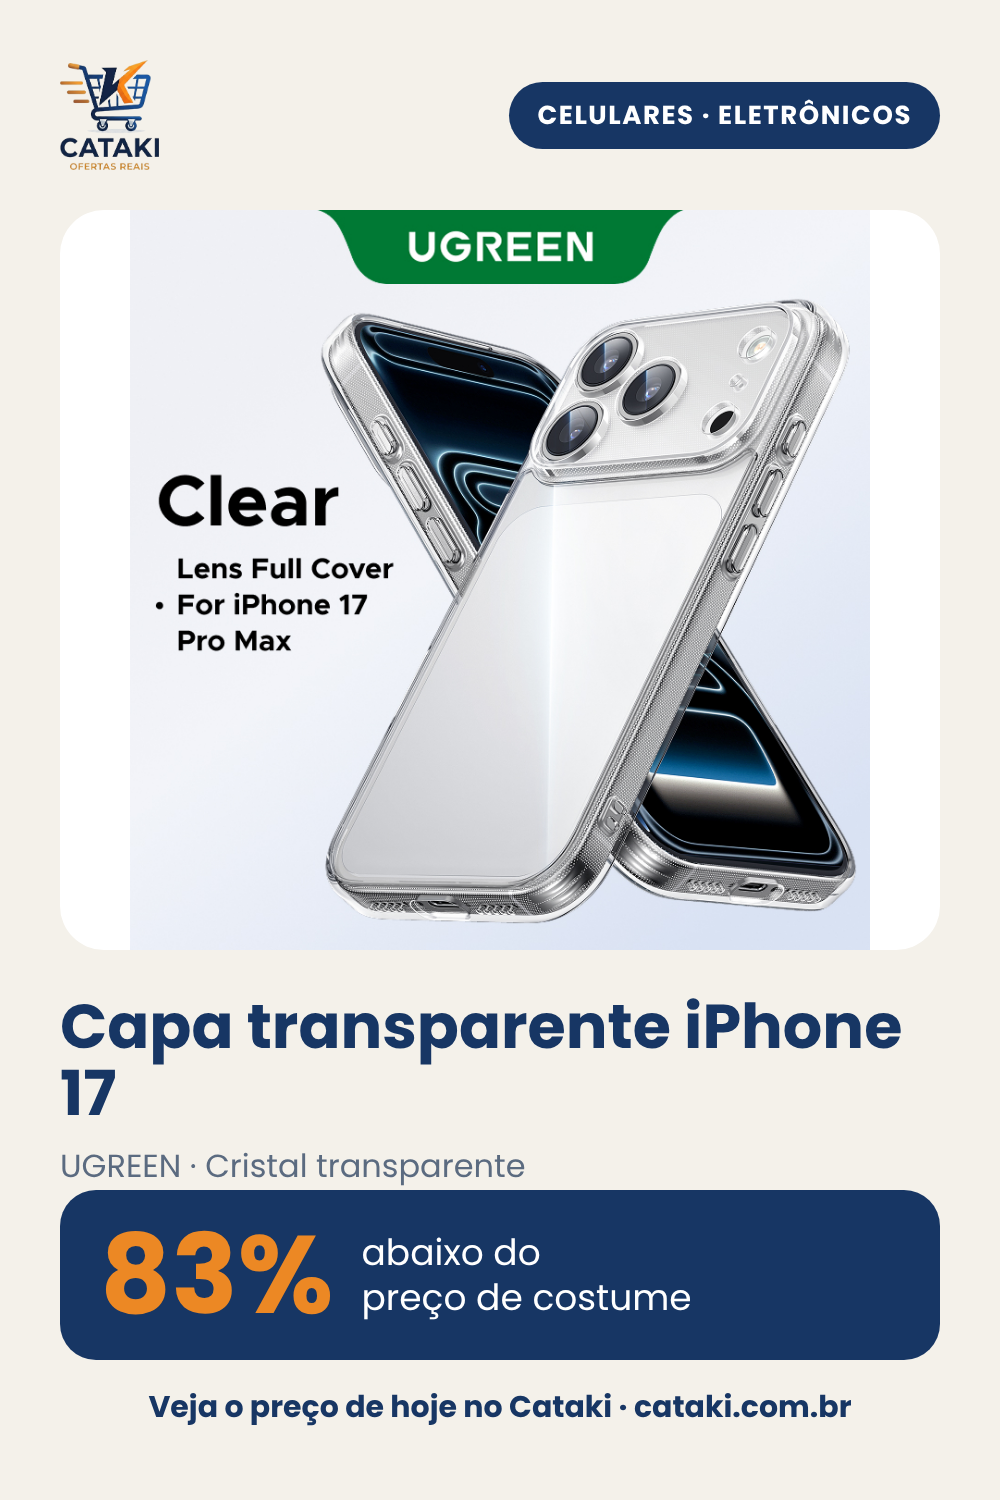 CATAKI
OFERTAS REAIS
CELULARES · ELETRÔNICOS
UGREEN
Clear
Lens Full Cover
• For iPhone 17
Pro Max
Capa transparente iPhone
17
UGREEN · Cristal transparente
83%
abaixo do
preço de costume
Veja o preço de hoje no Cataki · cataki.com.br